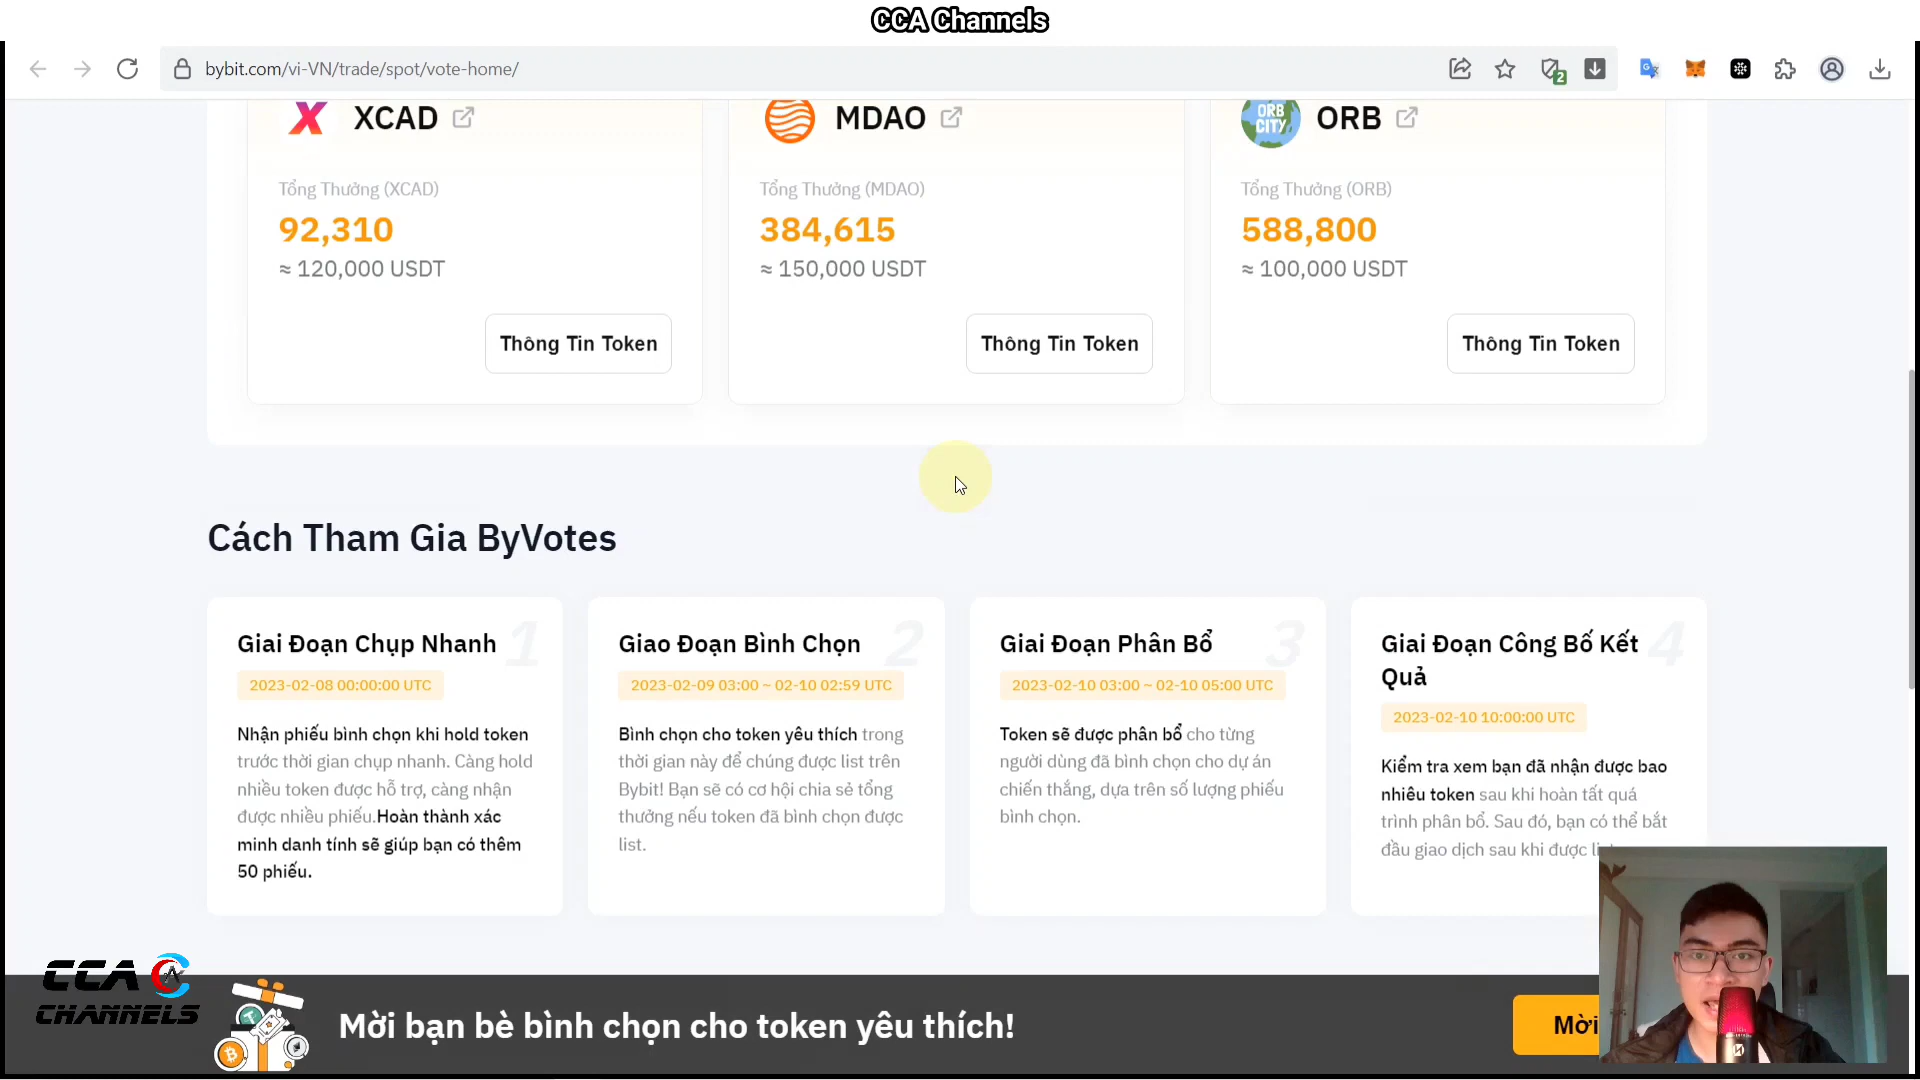 CCA Channels
bybit.com/vi-VN/trade/spot/vote-home/
2
XCAD
MDAO
ORB CITY
ORB
Tổng Thưởng (XCAD)
Tổng Thưởng (MDAO)
Tổng Thưởng (ORB)
92,310
384,615
588,800
≈ 120,000 USDT
≈ 150,000 USDT
≈ 100,000 USDT
Thông Tin Token
Thông Tin Token
Thông Tin Token
Cách Tham Gia ByVotes
1
Giai Đoạn Chụp Nhanh
2023-02-08 00:00:00 UTC
Nhận phiếu bình chọn khi hold token
trước thời gian chụp nhanh. Càng hold
nhiều token được hỗ trợ, càng nhận
được nhiều phiếu.Hoàn thành xác
minh danh tính sẽ giúp bạn có thêm
50 phiếu.
2
Giao Đoạn Bình Chọn
2023-02-09 03:00 ~ 02-10 02:59 UTC
Bình chọn cho token yêu thích trong
thời gian này để chúng được list trên
Bybit! Bạn sẽ có cơ hội chia sẻ tổng
thưởng nếu token đã bình chọn được
list.
3
Giai Đoạn Phân Bổ
2023-02-10 03:00 ~ 02-10 05:00 UTC
Token sẽ được phân bổ cho từng
người dùng đã bình chọn cho dự án
chiến thắng, dựa trên số lượng phiếu
bình chọn.
4
Giai Đoạn Công Bố Kết
Quả
2023-02-10 10:00:00 UTC
Kiểm tra xem bạn đã nhận được bao
nhiêu token sau khi hoàn tất quá
trình phân bổ. Sau đó, bạn có thể bắt
đầu giao dịch sau khi được
CCA
CHANNELS
Mời bạn bè bình chọn cho token yêu thích!
Mời